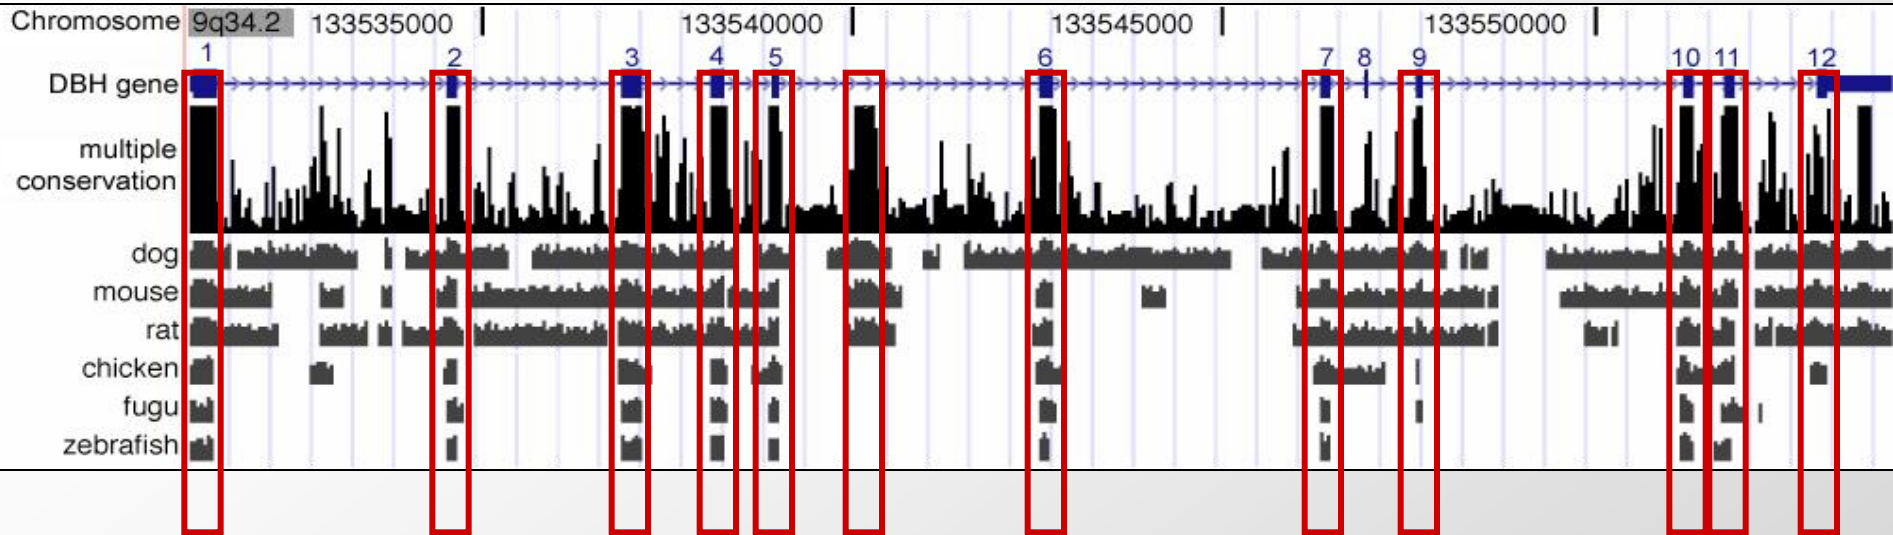 Chromosome 9q34.2 133535000 133540000 133545000 133550000
1 2 3 4 5 6 7 8 9 10 11 12
DBH gene
multiple
conservation
dog
mouse
rat
chicken
fugu
zebrafish